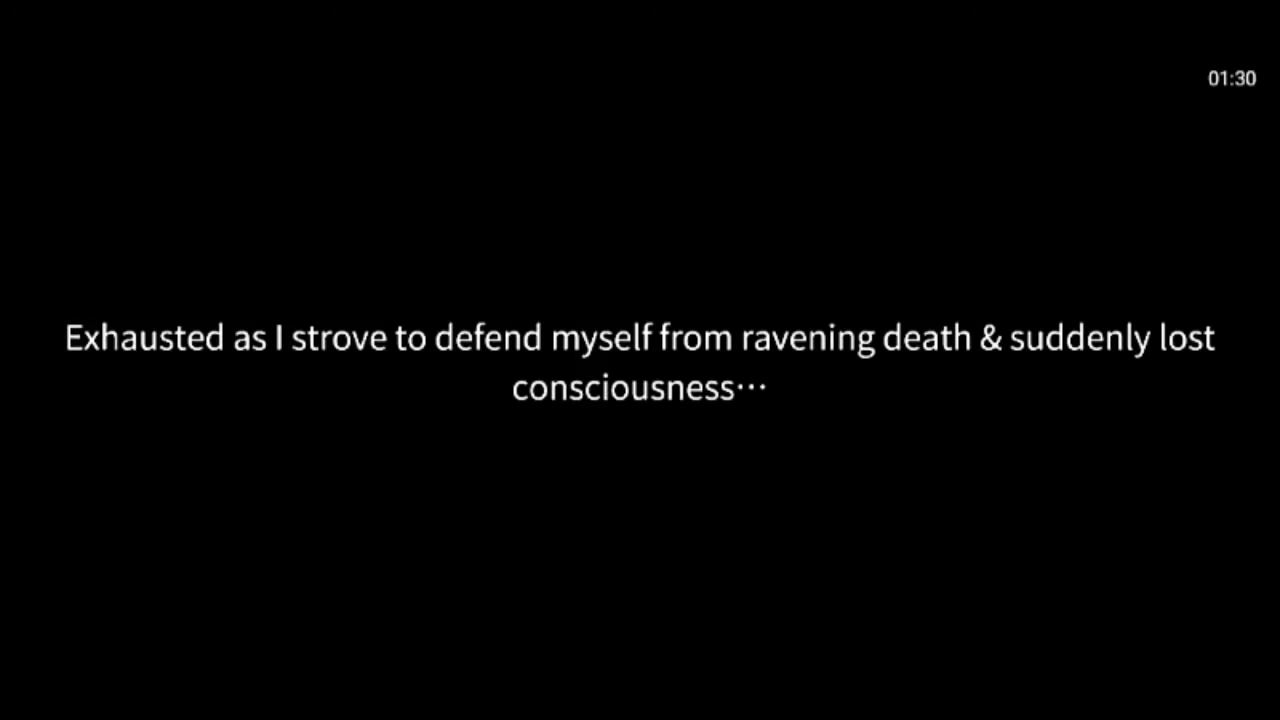 01:30
Exhausted as I strove to defend myself from ravening death & suddenly lost
consciousness⋯